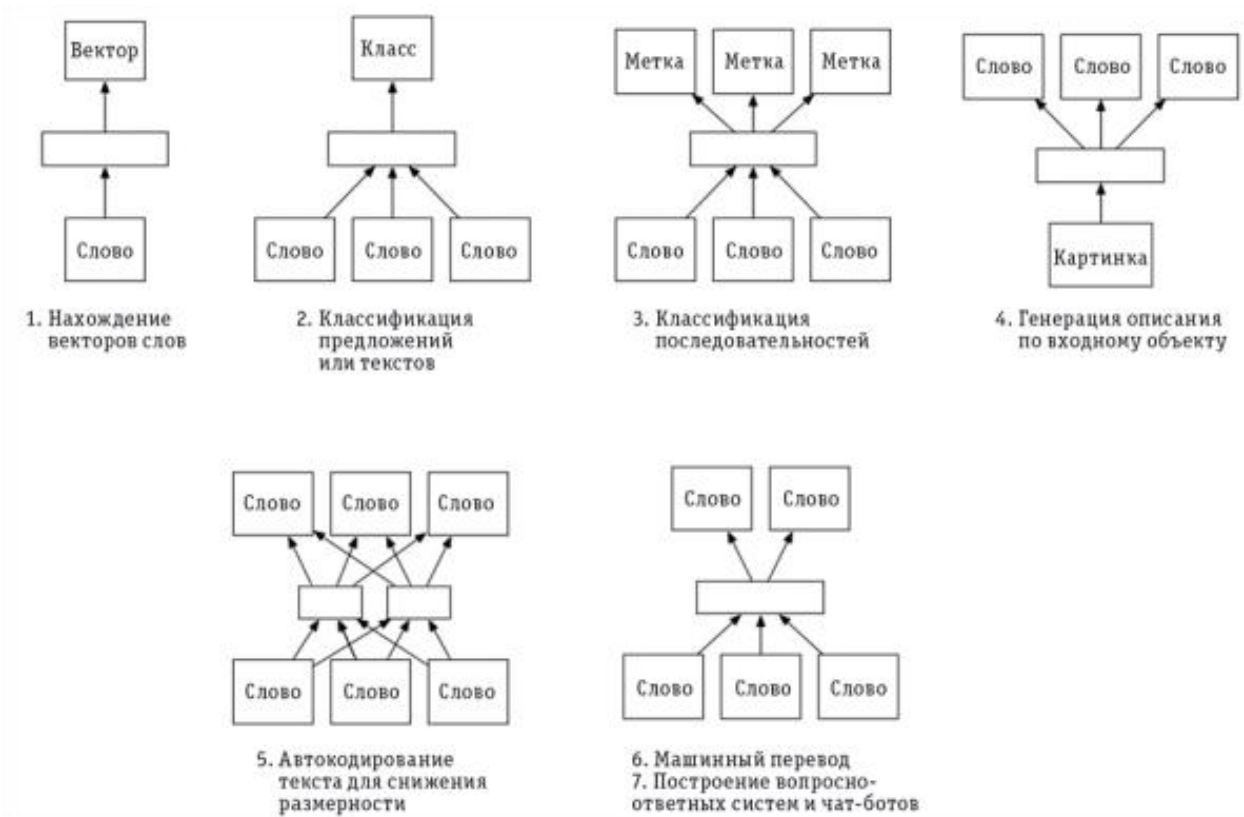 Вектор
Слово
1. Нахождение
векторов слов
Класс
Слово Слово Слово
2. Классификация
предложений
или текстов
Метка Метка Метка
Слово Слово Слово
3. Классификация
последовательностей
Слово Слово Слово
Картинка
4. Генерация описания
по входному объекту
Слово Слово Слово
Слово Слово Слово
5. Автокодирование
текста для снижения
размерности
Слово Слово
Слово Слово Слово
6. Машинный перевод
7. Построение вопросно-
ответных систем и чат-ботов